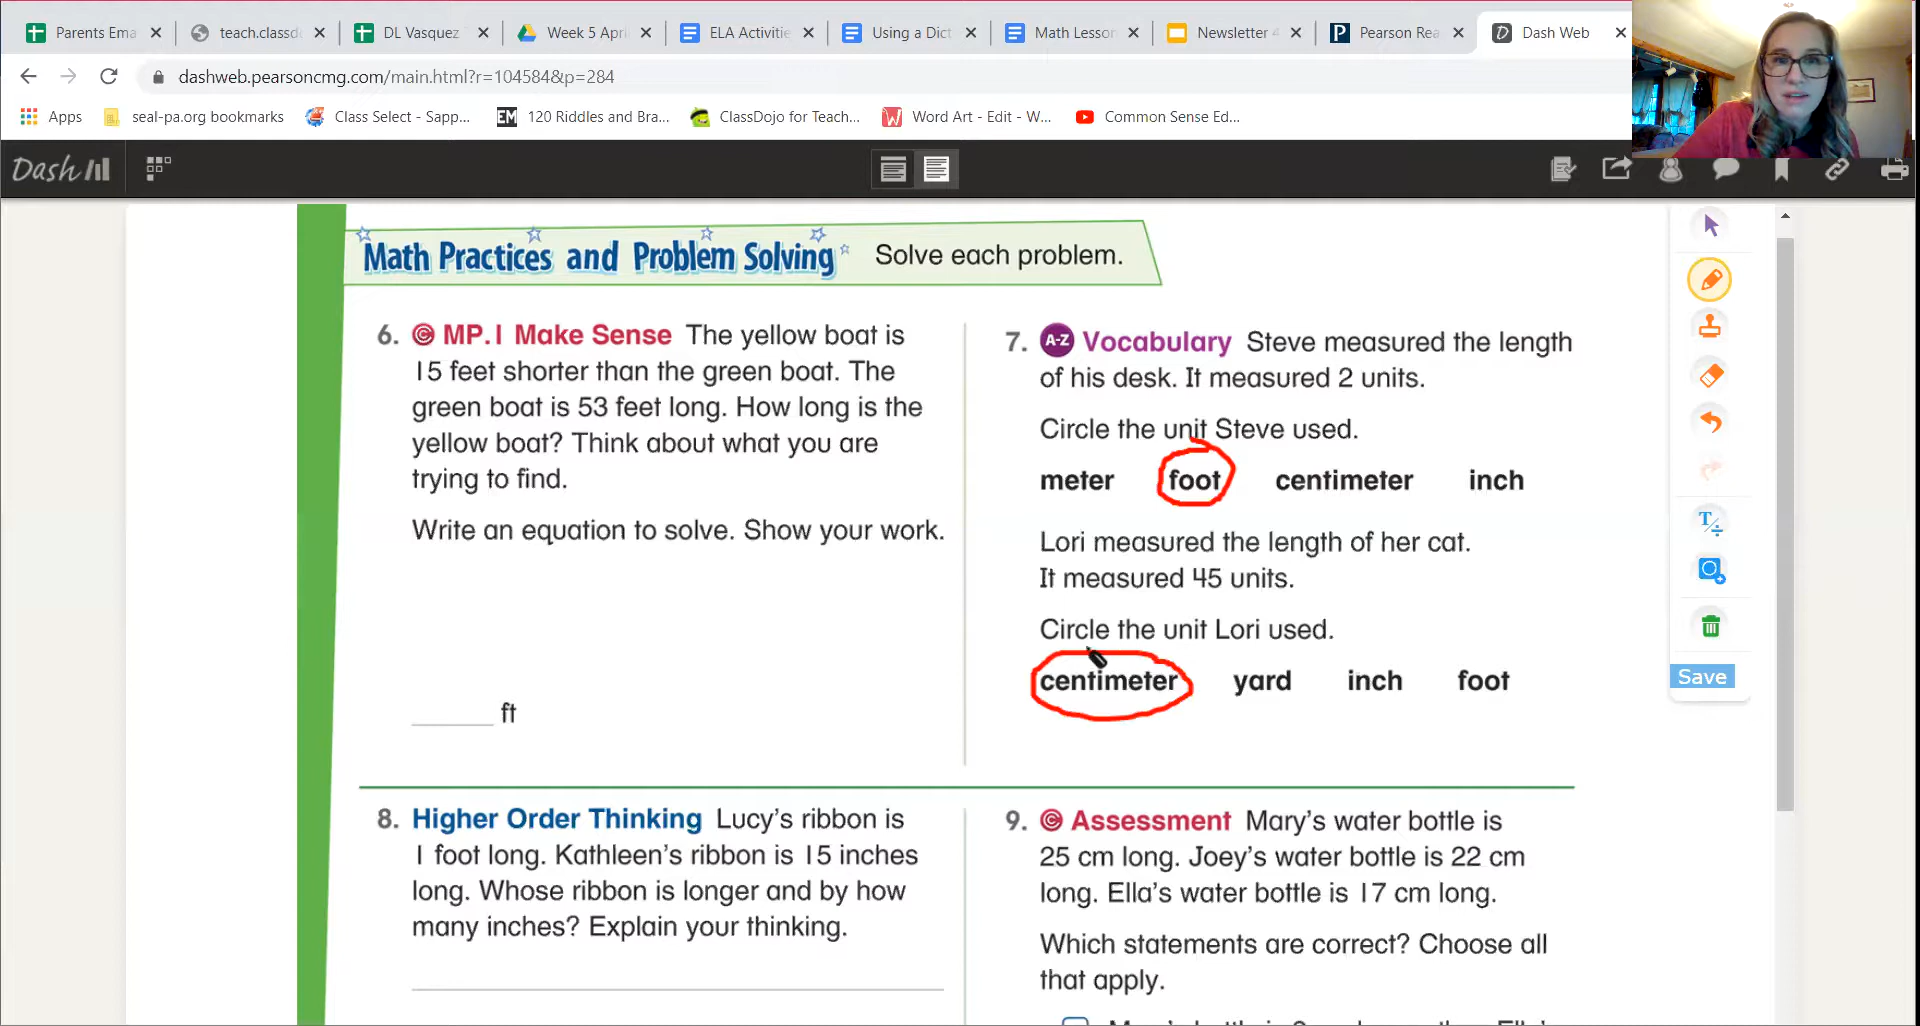 Parents Ema
teach.classd
DL Vasquez
Week 5 Apri
ELA Activitie
Using a Dict
Math Lesson
Newsletter 4
Pearson Rea
Dash Web
dashweb.pearsoncmg.com/main.html?r=104584&p=284
Apps
seal-pa.org bookmarks
Class Select - Sapp...
EM 120 Riddles and Bra...
ClassDojo for Teach...
Word Art - Edit - W...
Common Sense Ed...
Dash
Math Practices and Problem Solving Solve each problem.
6. MP.1 Make Sense The yellow boat is
15 feet shorter than the green boat. The
green boat is 53 feet long. How long is the
yellow boat? Think about what you are
trying to find.
Write an equation to solve. Show your work.
ft
7. A-Z Vocabulary Steve measured the length
of his desk. It measured 2 units.
Circle the unit Steve used.
meter foot centimeter inch
Lori measured the length of her cat.
It measured 45 units.
Circle the unit Lori used.
centimeter yard inch foot
8. Higher Order Thinking Lucy's ribbon is
1 foot long. Kathleen's ribbon is 15 inches
long. Whose ribbon is longer and by how
many inches? Explain your thinking.
9. Assessment Mary's water bottle is
25 cm long. Joey's water bottle is 22 cm
long. Ella's water bottle is 17 cm long.
Which statements are correct? Choose all
that apply.
Save